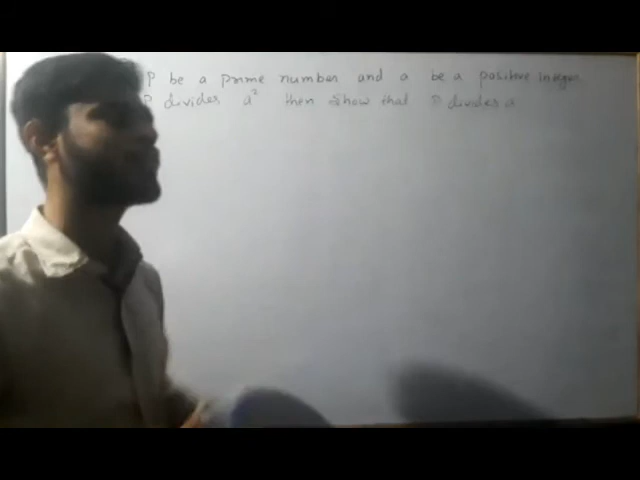 P be a prime number and a be a positive integer
P divides a² then show that P divides a